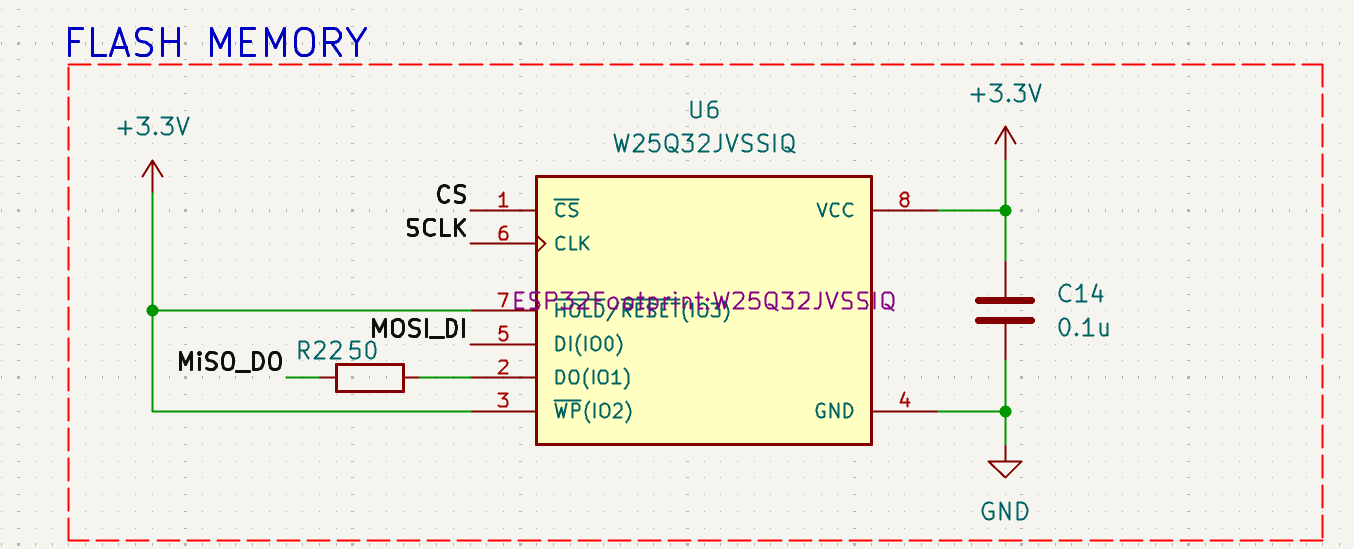 FLASH MEMORY
+3.3V
+3.3V
U6
W25Q32JVSSIQ
CS
1
CS
VCC
8
5CLK
6
CLK
7
ESP32Footprint:W25Q32JVSSIQ
HOLD/RESET(IO3)
C14
0.1u
MOSI_DI
5
DI(IO0)
MiSO_DO
R22
50
2
DO(IO1)
3
WP(IO2)
GND
4
GND